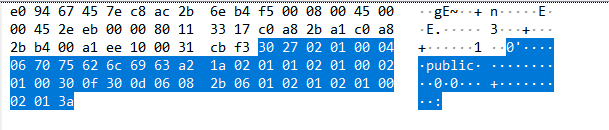 e0 94 67 45 7e c8 ac 2b 6e b4 f5 00 08 00 45 00 ··gE~··+ n·····E·
00 45 2e eb 00 00 80 11 33 17 c0 a8 2b a1 c0 a8 ·E.····· 3···+···
2b b4 00 a1 ee 10 00 31 cb f3 30 27 02 01 00 04 +······1 ··0'····
06 70 75 62 6c 69 63 a2 1a 02 01 01 02 01 00 02 ·public· ········
01 00 30 0f 30 0d 06 08 2b 06 01 02 01 01 02 00 ··0·0··· +·······
02 01 3a ··: